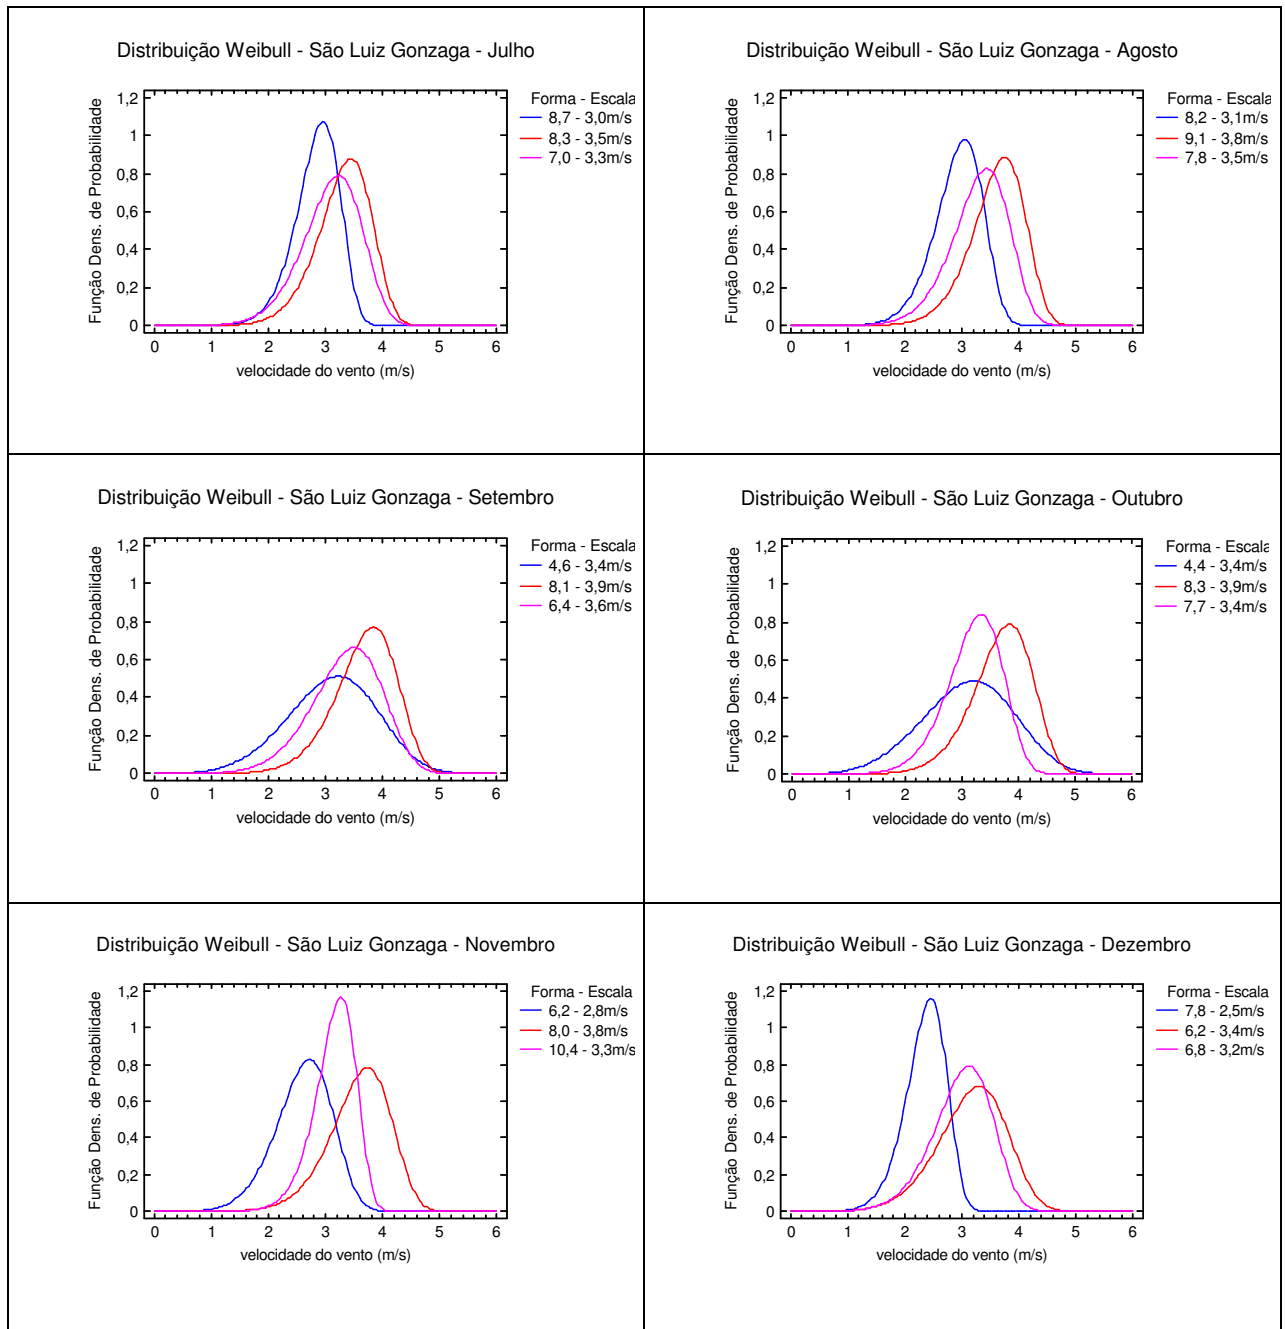 Distribuição Weibull - São Luiz Gonzaga - Julho
Função Dens. de Probabilidade
1,2
1
0,8
0,6
0,4
0,2
0
0 1 2 3 4 5 6
velocidade do vento (m/s)
Forma - Escala
8,7 - 3,0m/s
8,3 - 3,5m/s
7,0 - 3,3m/s
Distribuição Weibull - São Luiz Gonzaga - Agosto
Função Dens. de Probabilidade
1,2
1
0,8
0,6
0,4
0,2
0
0 1 2 3 4 5 6
velocidade do vento (m/s)
Forma - Escala
8,2 - 3,1m/s
9,1 - 3,8m/s
7,8 - 3,5m/s
Distribuição Weibull - São Luiz Gonzaga - Setembro
Função Dens. de Probabilidade
1,2
1
0,8
0,6
0,4
0,2
0
0 1 2 3 4 5 6
velocidade do vento (m/s)
Forma - Escala
4,6 - 3,4m/s
8,1 - 3,9m/s
6,4 - 3,6m/s
Distribuição Weibull - São Luiz Gonzaga - Outubro
Função Dens. de Probabilidade
1,2
1
0,8
0,6
0,4
0,2
0
0 1 2 3 4 5 6
velocidade do vento (m/s)
Forma - Escala
4,4 - 3,4m/s
8,3 - 3,9m/s
7,7 - 3,4m/s
Distribuição Weibull - São Luiz Gonzaga - Novembro
Função Dens. de Probabilidade
1,2
1
0,8
0,6
0,4
0,2
0
0 1 2 3 4 5 6
velocidade do vento (m/s)
Forma - Escala
6,2 - 2,8m/s
8,0 - 3,8m/s
10,4 - 3,3m/s
Distribuição Weibull - São Luiz Gonzaga - Dezembro
Função Dens. de Probabilidade
1,2
1
0,8
0,6
0,4
0,2
0
0 1 2 3 4 5 6
velocidade do vento (m/s)
Forma - Escala
7,8 - 2,5m/s
6,2 - 3,4m/s
6,8 - 3,2m/s